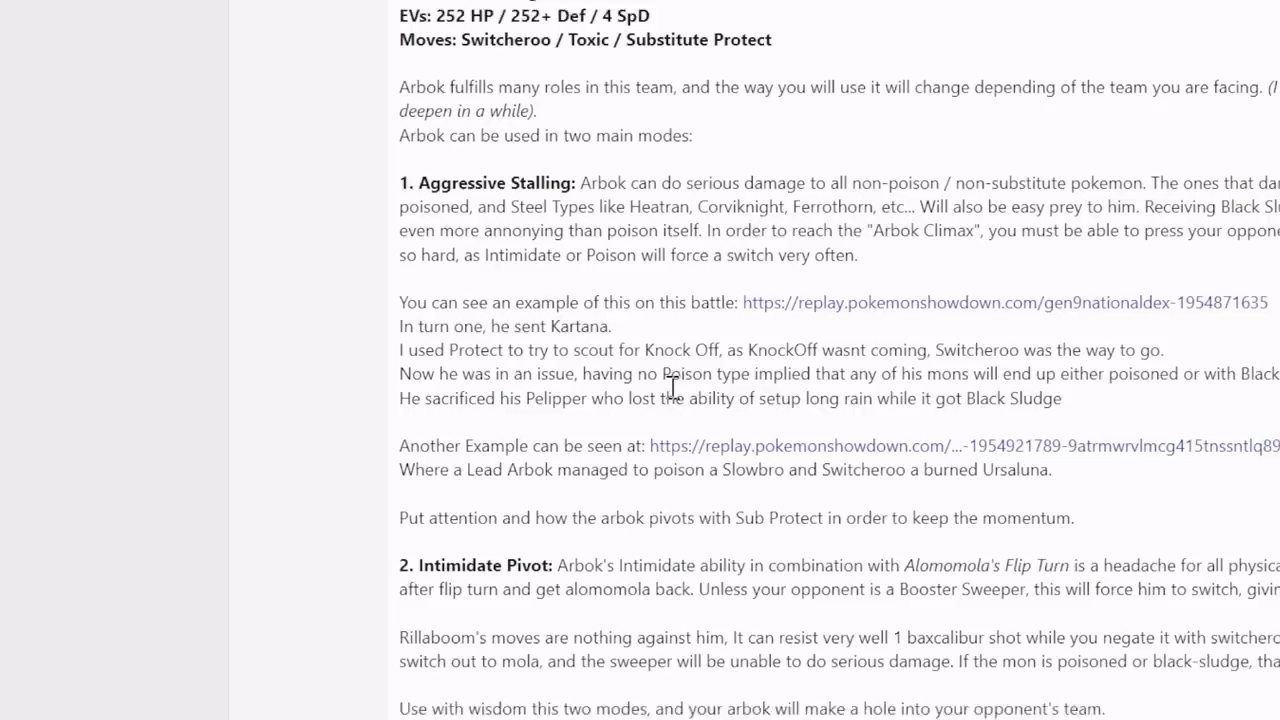 EVs: 252 HP / 252+ Def / 4 SpD
Moves: Switcheroo / Toxic / Substitute Protect
Arbok fulfills many roles in this team, and the way you will use it will change depending of the team you are facing. (I
deepen in a while).
Arbok can be used in two main modes:
1. Aggressive Stalling: Arbok can do serious damage to all non-poison / non-substitute pokemon. The ones that
poisoned, and Steel Types like Heatran, Corviknight, Ferrothorn, etc... Will also be easy prey to him. Receiving Black
even more annonying than poison itself. In order to reach the "Arbok Climax", you must be able to press your
so hard, as Intimidate or Poison will force a switch very often.
You can see an example of this on this battle: https://replay.pokemonshowdown.com/gen9nationaldex-1954871635
In turn one, he sent Kartana.
I used Protect to try to scout for Knock Off, as KnockOff wasnt coming, Switcheroo was the way to go.
Now he was in an issue, having no Poison type implied that any of his mons will end up either poisoned or with Black
He sacrificed his Pelipper who lost the ability of setup long rain while it got Black Sludge
Another Example can be seen at: https://replay.pokemonshowdown.com/...-1954921789-9atrmwrvlmcg415tnssntlq89
Where a Lead Arbok managed to poison a Slowbro and Switcheroo a burned Ursaluna.
Put attention and how the arbok pivots with Sub Protect in order to keep the momentum.
2. Intimidate Pivot: Arbok's Intimidate ability in combination with Alomomola's Flip Turn is a headache for all
after flip turn and get alomomola back. Unless your opponent is a Booster Sweeper, this will force him to switch,
Rillaboom's moves are nothing against him, It can resist very well 1 baxcalibur shot while you negate it with
switch out to mola, and the sweeper will be unable to do serious damage. If the mon is poisoned or black-sludge,
Use with wisdom this two modes, and your arbok will make a hole into your opponent's team.